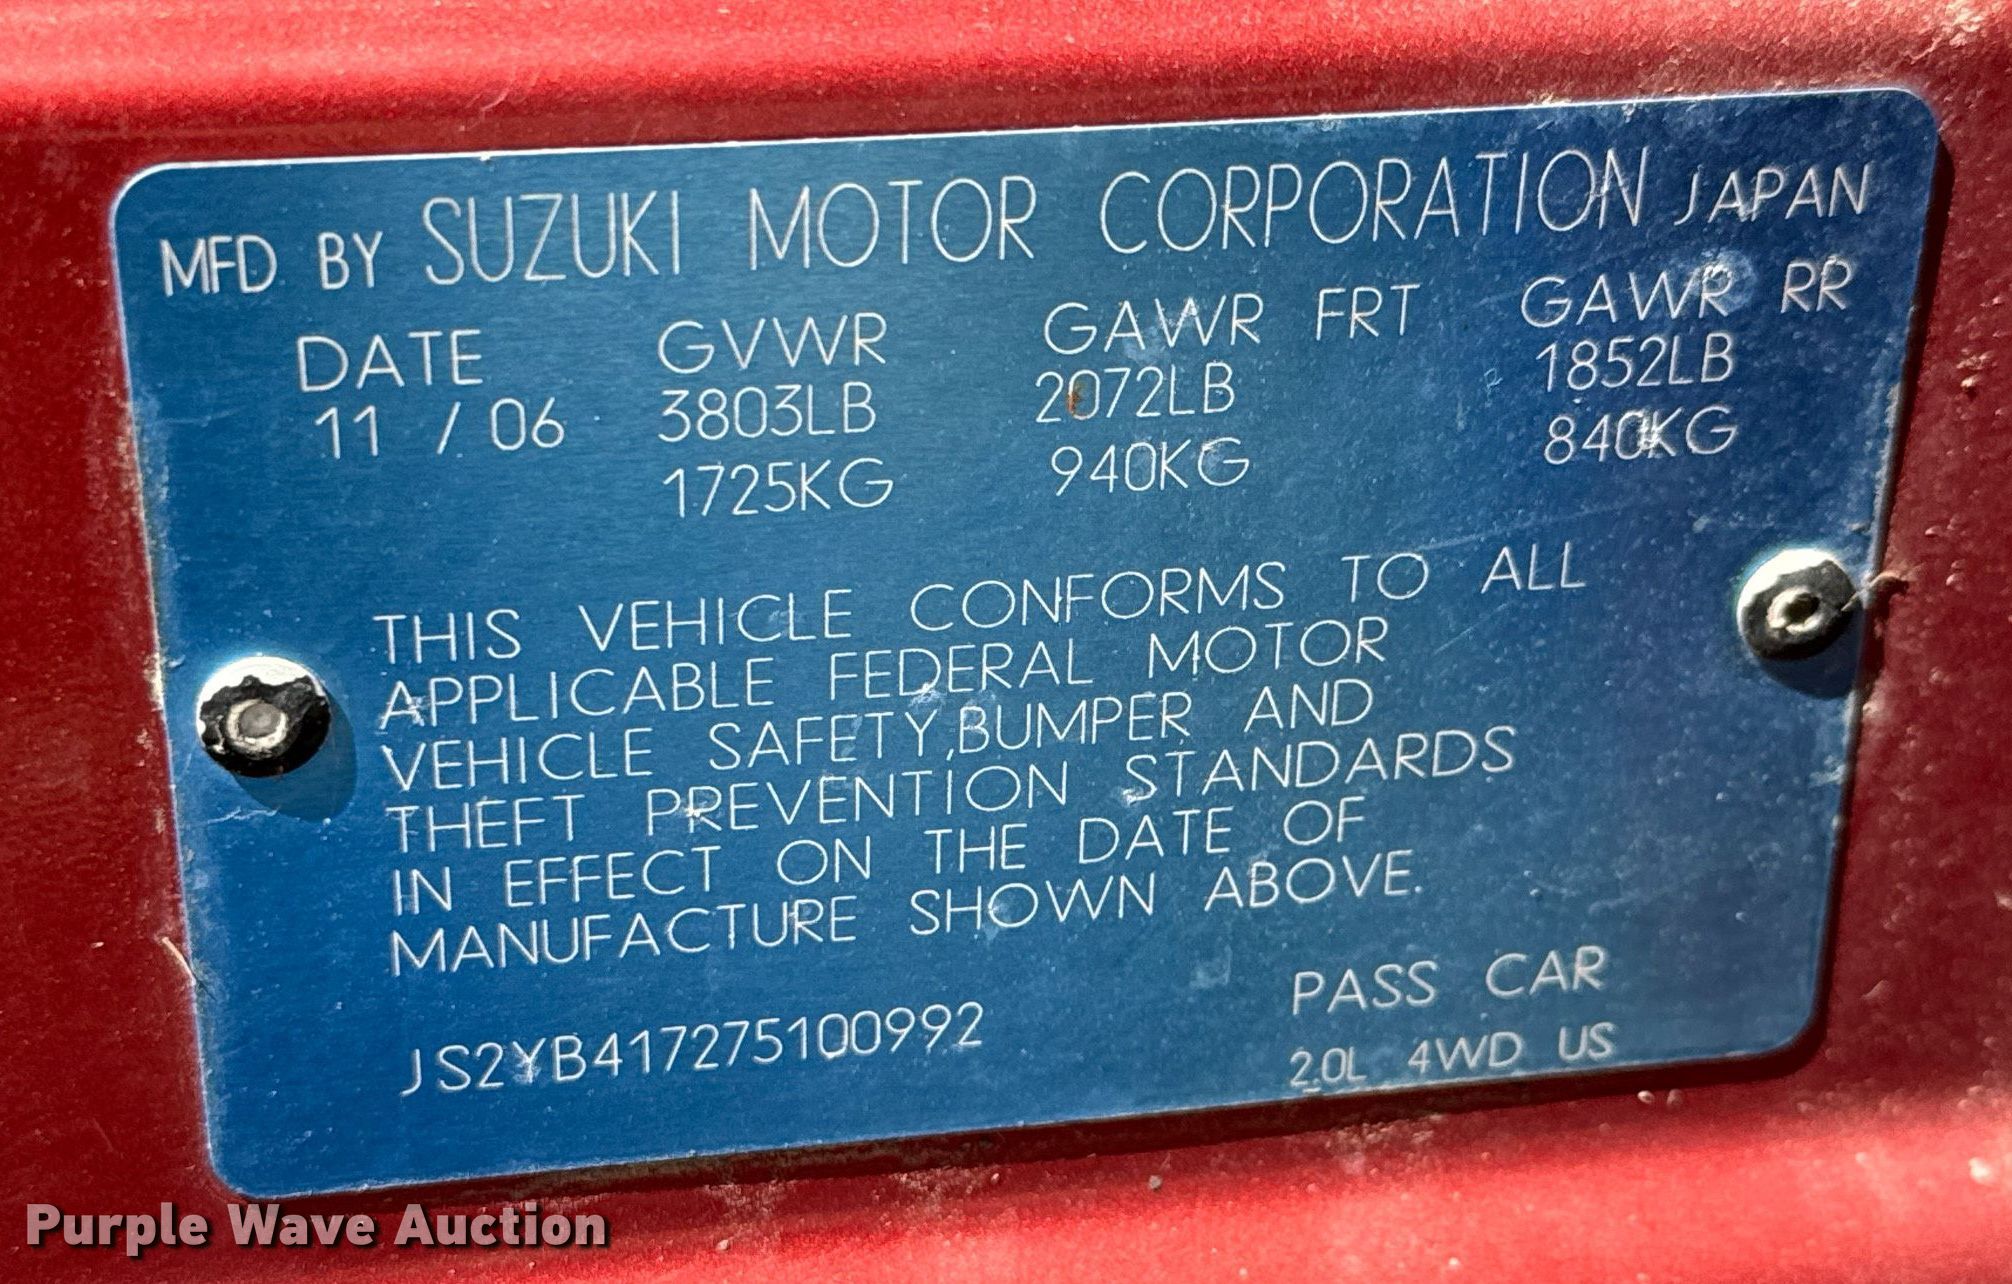 MFD BY SUZUKI MOTOR CORPORATION JAPAN
DATE GVWR GAWR FRT GAWR RR
11 / 06 3803LB 2072LB 1852LB
1725KG 940KG 840KG
THIS VEHICLE CONFORMS TO ALL
APPLICABLE FEDERAL MOTOR
VEHICLE SAFETY,BUMPER AND
THEFT PREVENTION STANDARDS
IN EFFECT ON THE DATE OF
MANUFACTURE SHOWN ABOVE.
JS2YB417275100992 PASS CAR
2.0L 4WD US
Purple Wave Auction